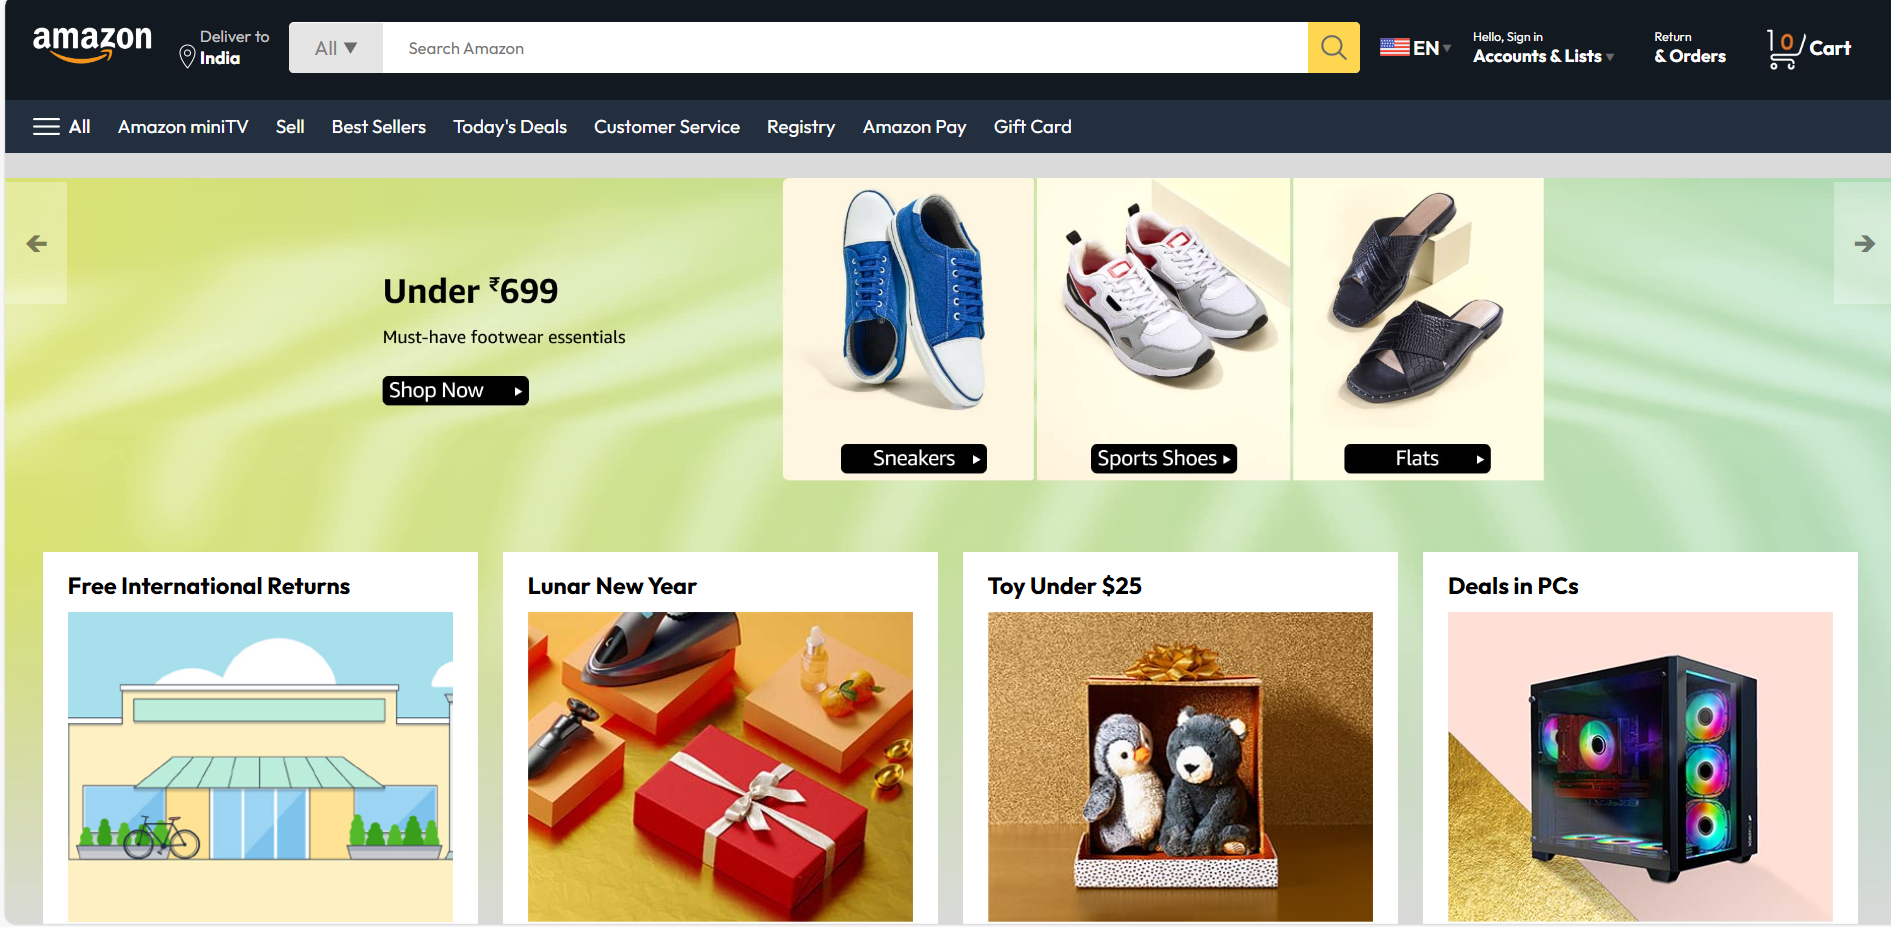 amazon
Deliver to
India
All ▼
Search Amazon
EN ▾
Hello, Sign in
Accounts & Lists ▾
Return
& Orders
0
Cart
All
Amazon miniTV
Sell
Best Sellers
Today's Deals
Customer Service
Registry
Amazon Pay
Gift Card
Under ₹699
Must-have footwear essentials
Shop Now
Sneakers
Sports Shoes
Flats
Free International Returns
Lunar New Year
Toy Under $25
Deals in PCs